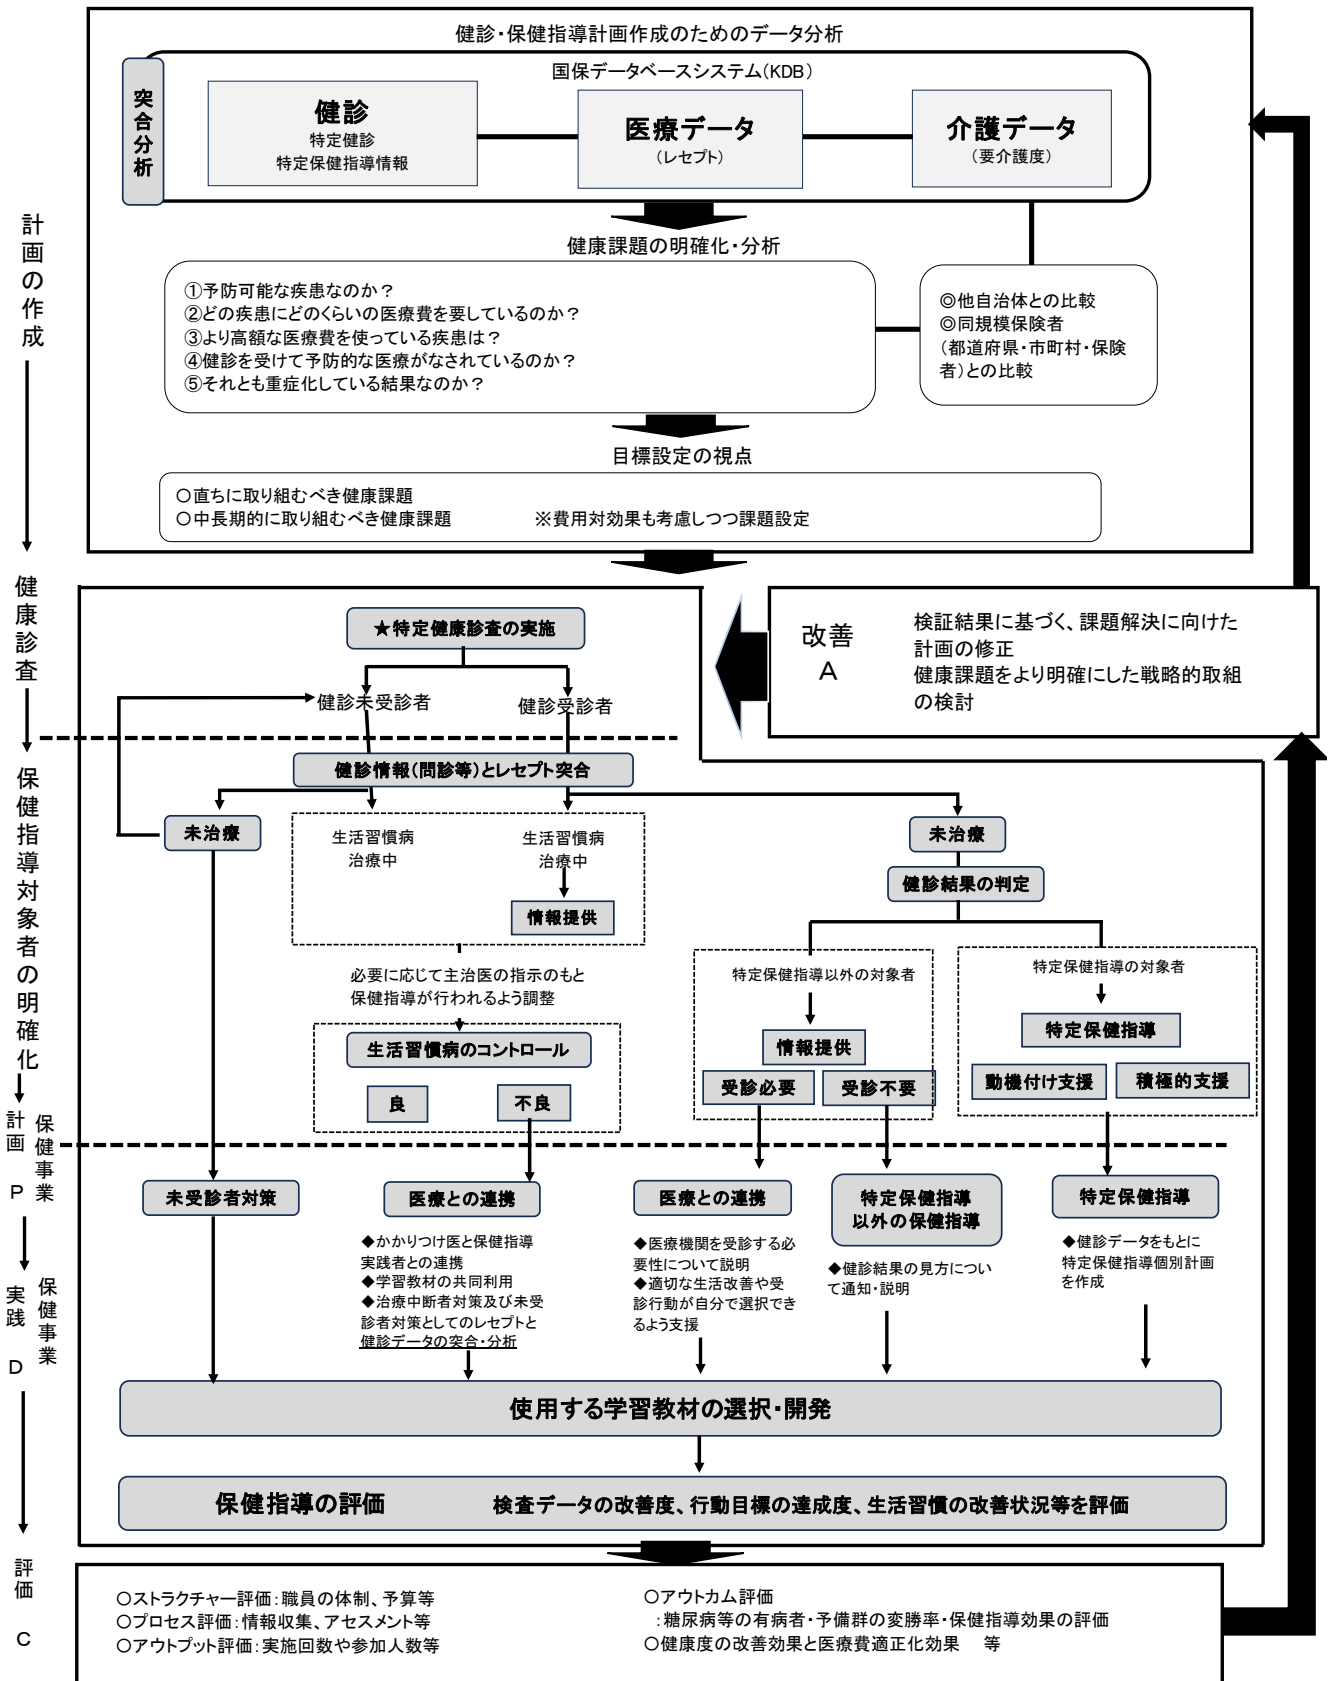 健診・保健指導計画作成のためのデータ分析
国保データベースシステム(KDB)
突合分析
健診
特定健診
特定保健指導情報
医療データ
(レセプト)
介護データ
(要介護度)
健康課題の明確化・分析
①予防可能な疾患なのか?
②どの疾患にどのくらいの医療費を要しているのか?
③より高額な医療費を使っている疾患は?
④健診を受けて予防的な医療がなされているのか?
⑤それとも重症化している結果なのか?
◎他自治体との比較
◎同規模保険者
(都道府県・市町村・保険
者)との比較
目標設定の視点
○直ちに取り組むべき健康課題
○中長期的に取り組むべき健康課題 ※費用対効果も考慮しつつ課題設定
計画の作成
健康診査
保健指導対象者の明確化
計画 P
保健事業
実践 D
保健事業
評価 C
改善
A
検証結果に基づく、課題解決に向けた
計画の修正
健康課題をより明確にした戦略的取組
の検討
★特定健康診査の実施
健診未受診者
健診受診者
健診情報(問診等)とレセプト突合
未治療
生活習慣病
治療中
生活習慣病
治療中
情報提供
未治療
健診結果の判定
必要に応じて主治医の指示のもと
保健指導が行われるよう調整
生活習慣病のコントロール
良
不良
特定保健指導以外の対象者
情報提供
受診必要
受診不要
特定保健指導の対象者
特定保健指導
動機付け支援
積極的支援
未受診者対策
医療との連携
◆かかりつけ医と保健指導
実践者との連携
◆学習教材の共同利用
◆治療中断者対策及び未受
診者対策としてのレセプトと
健診データの突合・分析
医療との連携
◆医療機関を受診する必
要性について説明
◆適切な生活改善や受
診行動が自分で選択でき
るよう支援
特定保健指導
以外の保健指導
◆健診結果の見方につい
て通知・説明
特定保健指導
◆健診データをもとに
特定保健指導個別計画
を作成
使用する学習教材の選択・開発
保健指導の評価 検査データの改善度、行動目標の達成度、生活習慣の改善状況等を評価
○ストラクチャー評価:職員の体制、予算等
○プロセス評価:情報収集、アセスメント等
○アウトプット評価:実施回数や参加人数等
○アウトカム評価
:糖尿病等の有病者・予備群の変勝率・保健指導効果の評価
○健康度の改善効果と医療費適正化効果 等